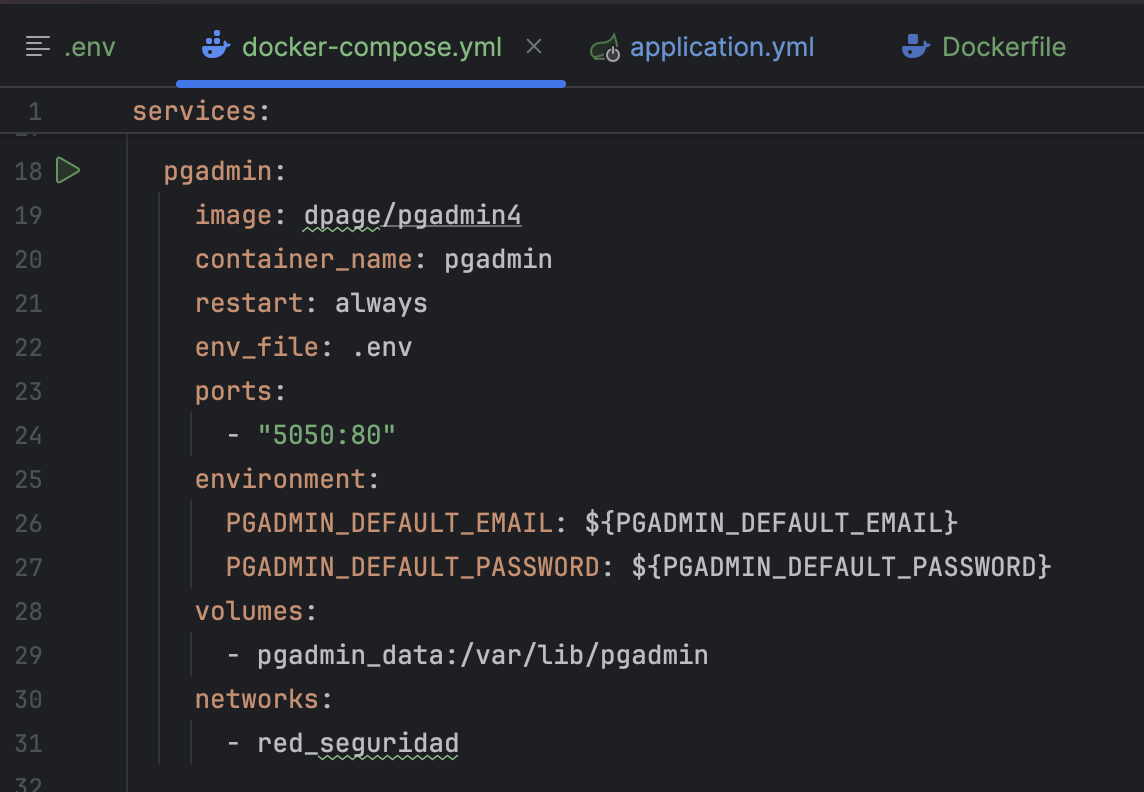 .env docker-compose.yml × application.yml Dockerfile
1 services:
18 pgadmin:
19 image: dpage/pgadmin4
20 container_name: pgadmin
21 restart: always
22 env_file: .env
23 ports:
24 - "5050:80"
25 environment:
26 PGADMIN_DEFAULT_EMAIL: ${PGADMIN_DEFAULT_EMAIL}
27 PGADMIN_DEFAULT_PASSWORD: ${PGADMIN_DEFAULT_PASSWORD}
28 volumes:
29 - pgadmin_data:/var/lib/pgadmin
30 networks:
31 - red_seguridad
32